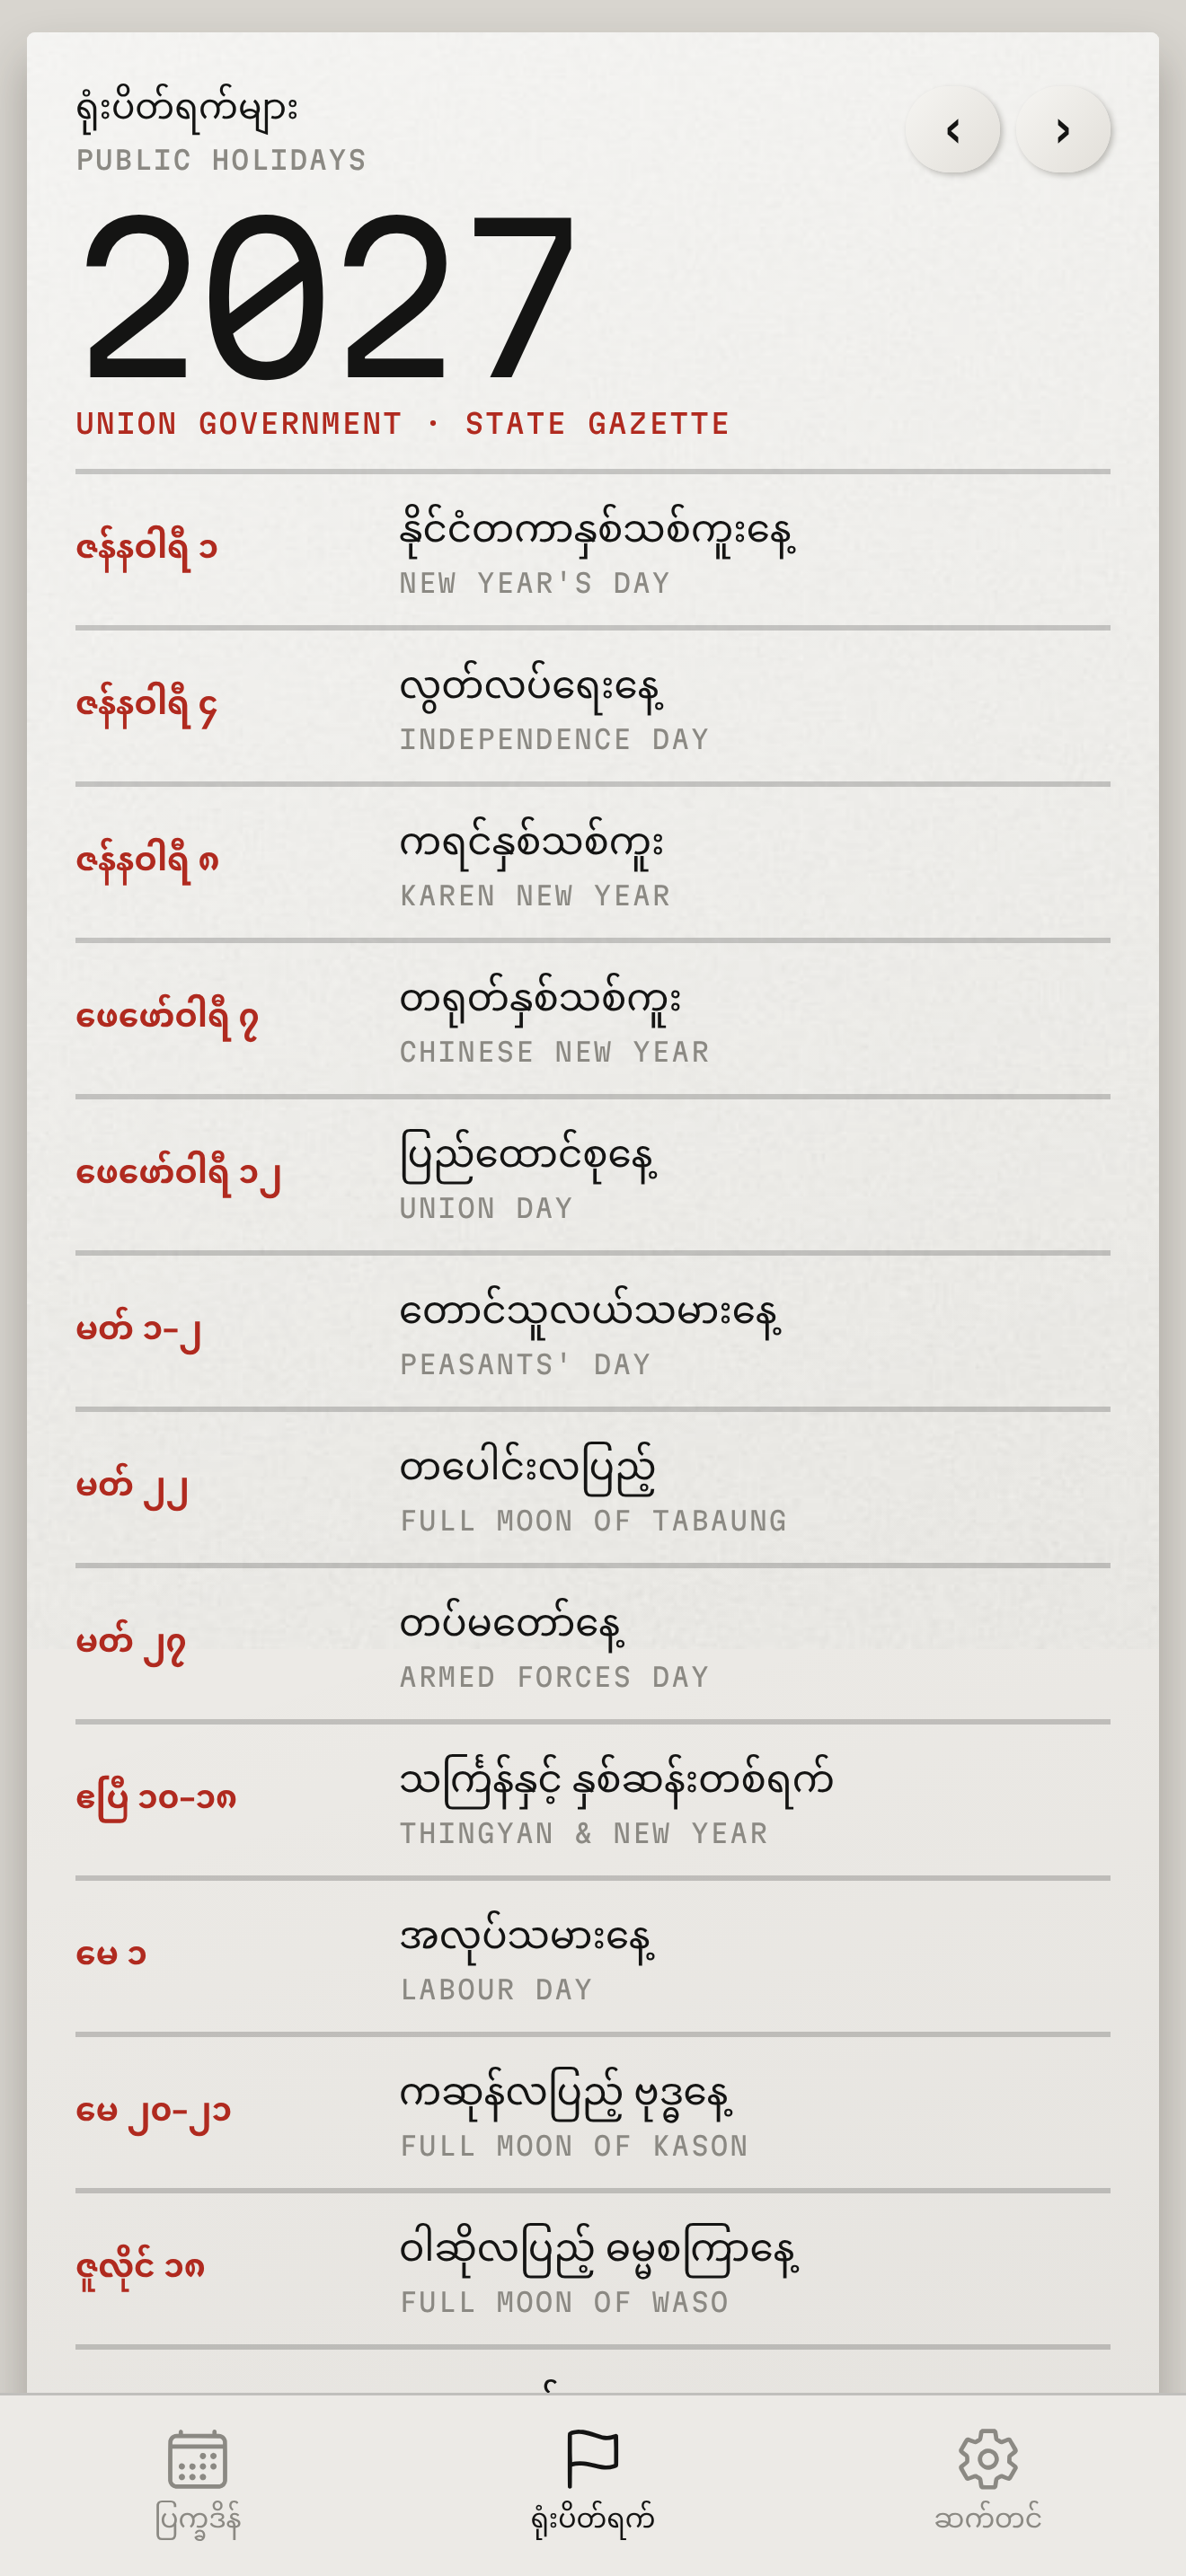 ရုံးပိတ်ရက်များ
PUBLIC HOLIDAYS
2027
UNION GOVERNMENT · STATE GAZETTE
ဇန်နဝါရီ ၁
နိုင်ငံတကာနှစ်သစ်ကူးနေ့
NEW YEAR'S DAY
ဇန်နဝါရီ ၄
လွတ်လပ်ရေးနေ့
INDEPENDENCE DAY
ဇန်နဝါရီ ၈
ကရင်နှစ်သစ်ကူး
KAREN NEW YEAR
ဖေဖော်ဝါရီ ၇
တရုတ်နှစ်သစ်ကူး
CHINESE NEW YEAR
ဖေဖော်ဝါရီ ၁၂
ပြည်ထောင်စုနေ့
UNION DAY
မတ် ၁–၂
တောင်သူလယ်သမားနေ့
PEASANTS' DAY
မတ် ၂၂
တပေါင်းလပြည့်
FULL MOON OF TABAUNG
မတ် ၂၇
တပ်မတော်နေ့
ARMED FORCES DAY
ဧပြီ ၁၀–၁၈
သင်္ကြန်နှင့် နှစ်ဆန်းတစ်ရက်
THINGYAN & NEW YEAR
မေ ၁
အလုပ်သမားနေ့
LABOUR DAY
မေ ၂၀–၂၁
ကဆုန်လပြည့် ဗုဒ္ဓနေ့
FULL MOON OF KASON
ဇူလိုင် ၁၈
ဝါဆိုလပြည့် ဓမ္မစကြာနေ့
FULL MOON OF WASO
ပြက္ခဒိန်
ရုံးပိတ်ရက်
ဆက်တင်